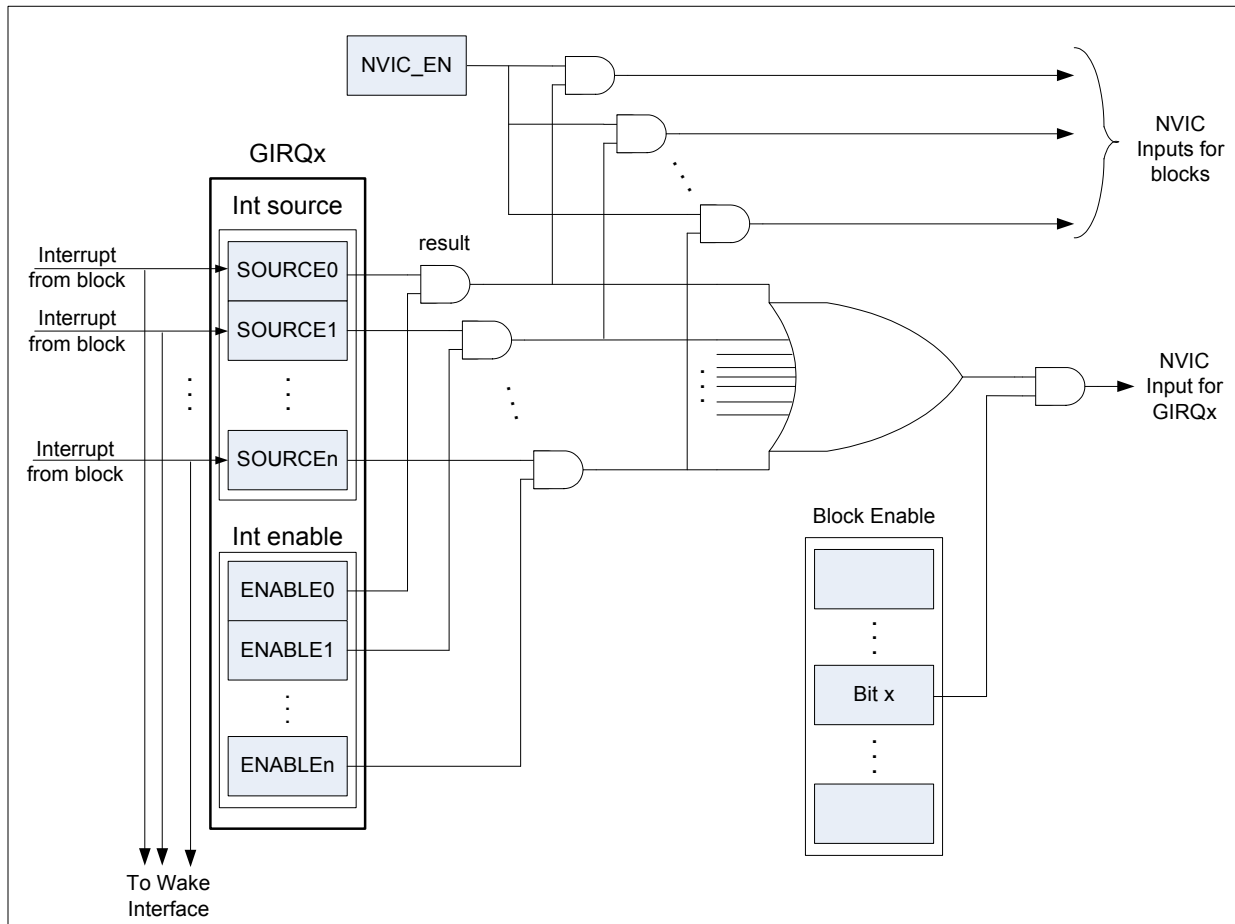 NVIC_EN
NVIC
Inputs for
blocks
GIRQx
Int source
result
Interrupt
from block
SOURCE0
Interrupt
from block
SOURCE1
Interrupt
from block
SOURCEn
NVIC
Input for
GIRQx
Int enable
ENABLE0
ENABLE1
ENABLEn
Block Enable
Bit x
To Wake
Interface